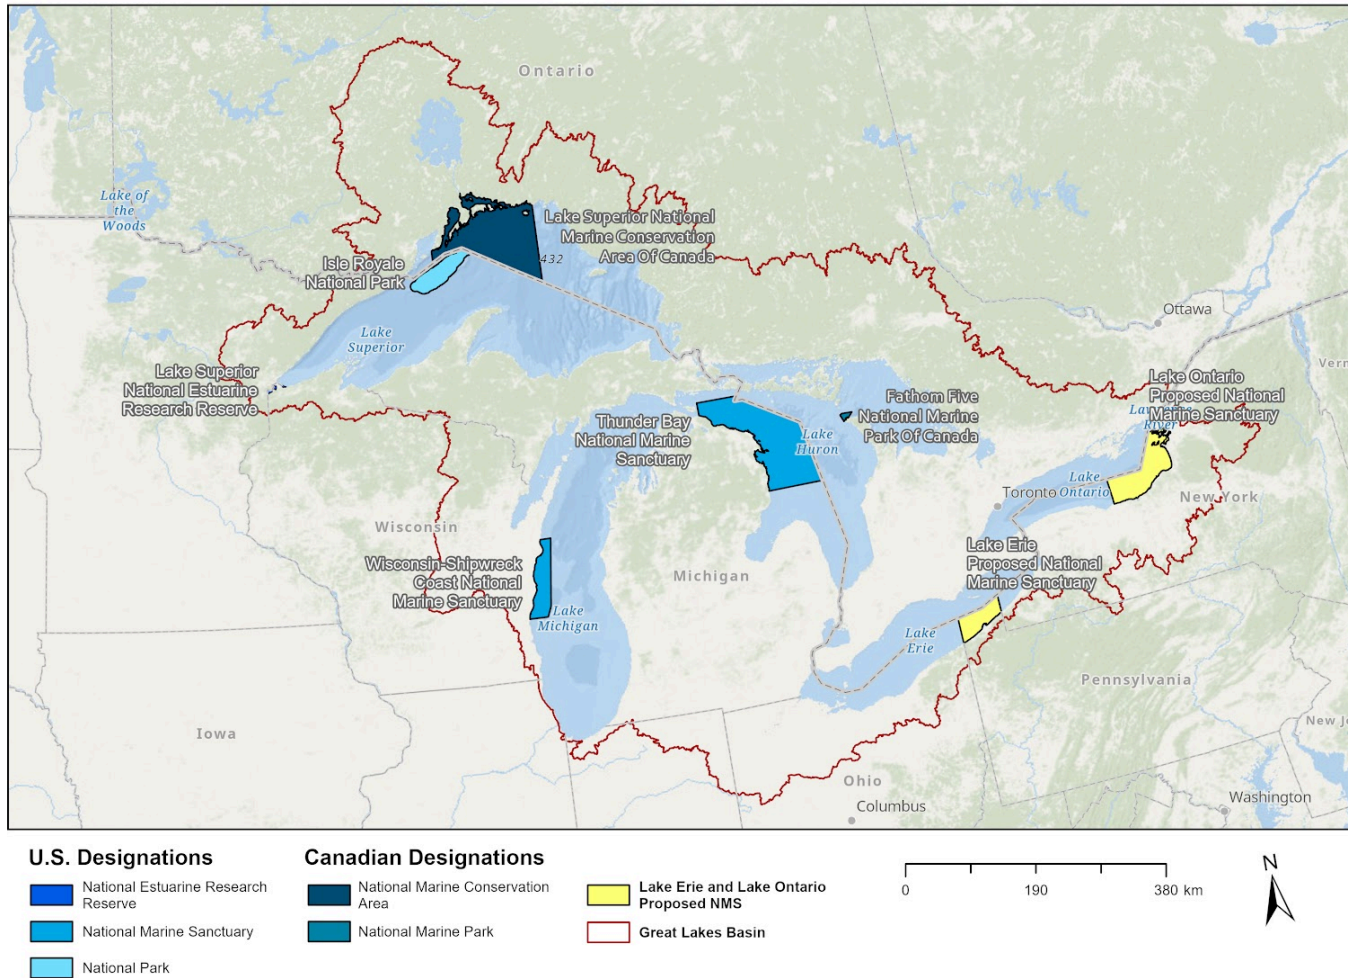 Ontario
Lake of
the
Woods
Lake Superior National
Marine Conservation
Area Of Canada
432
Isle Royale
National Park
Ottawa
Lake
Superior
Lake Superior
National Estuarine
Research Reserve
Verm
Lake Ontario
Proposed National
Marine Sanctuary
Fathom Five
National Marine
Park Of Canada
River
Thunder Bay
National Marine
Sanctuary
Lake
Huron
Lake
Ontario
Toronto
New York
Wisconsin
Lake Erie
Proposed National
Marine Sanctuary
Wisconsin-Shipwreck
Coast National
Marine Sanctuary
Michigan
Lake
Michigan
Lake
Erie
Pennsylvania
Iowa
New Je
Ohio
Columbus
Washington
U.S. Designations
National Estuarine Research
Reserve
National Marine Sanctuary
National Park
Canadian Designations
National Marine Conservation
Area
National Marine Park
Lake Erie and Lake Ontario
Proposed NMS
Great Lakes Basin
0 190 380 km
N